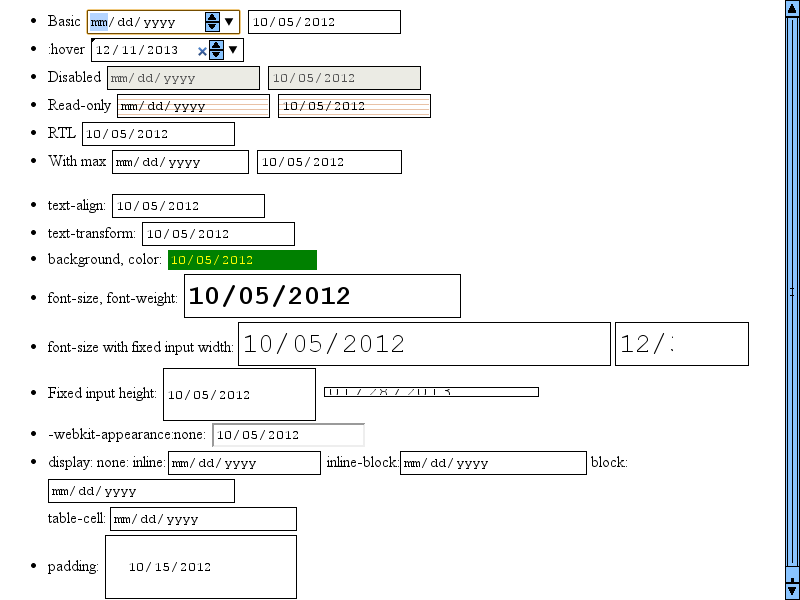 Basic mm/dd/yyyy 10/05/2012
:hover 12/11/2013
Disabled mm/dd/yyyy 10/05/2012
Read-only mm/dd/yyyy 10/05/2012
RTL 10/05/2012
With max mm/dd/yyyy 10/05/2012
text-align: 10/05/2012
text-transform: 10/05/2012
background, color: 10/05/2012
font-size, font-weight: 10/05/2012
font-size with fixed input width: 10/05/2012 12/
Fixed input height: 10/05/2012
-webkit-appearance:none: 10/05/2012
display: none: inline: mm/dd/yyyy inline-block: mm/dd/yyyy block:
mm/dd/yyyy
table-cell: mm/dd/yyyy
padding: 10/15/2012